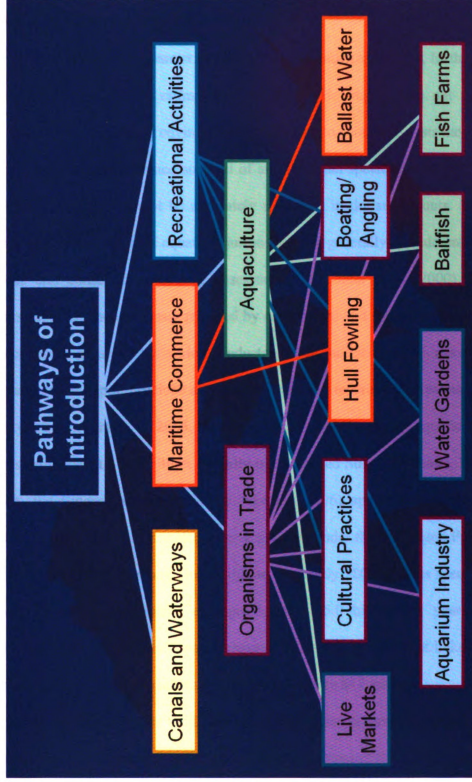 Pathways of
Introduction
Canals and Waterways
Maritime Commerce
Recreational Activities
Organisms in Trade
Aquaculture
Live
Markets
Cultural Practices
Hull Fowling
Boating/
Angling
Ballast Water
Aquarium Industry
Water Gardens
Baitfish
Fish Farms